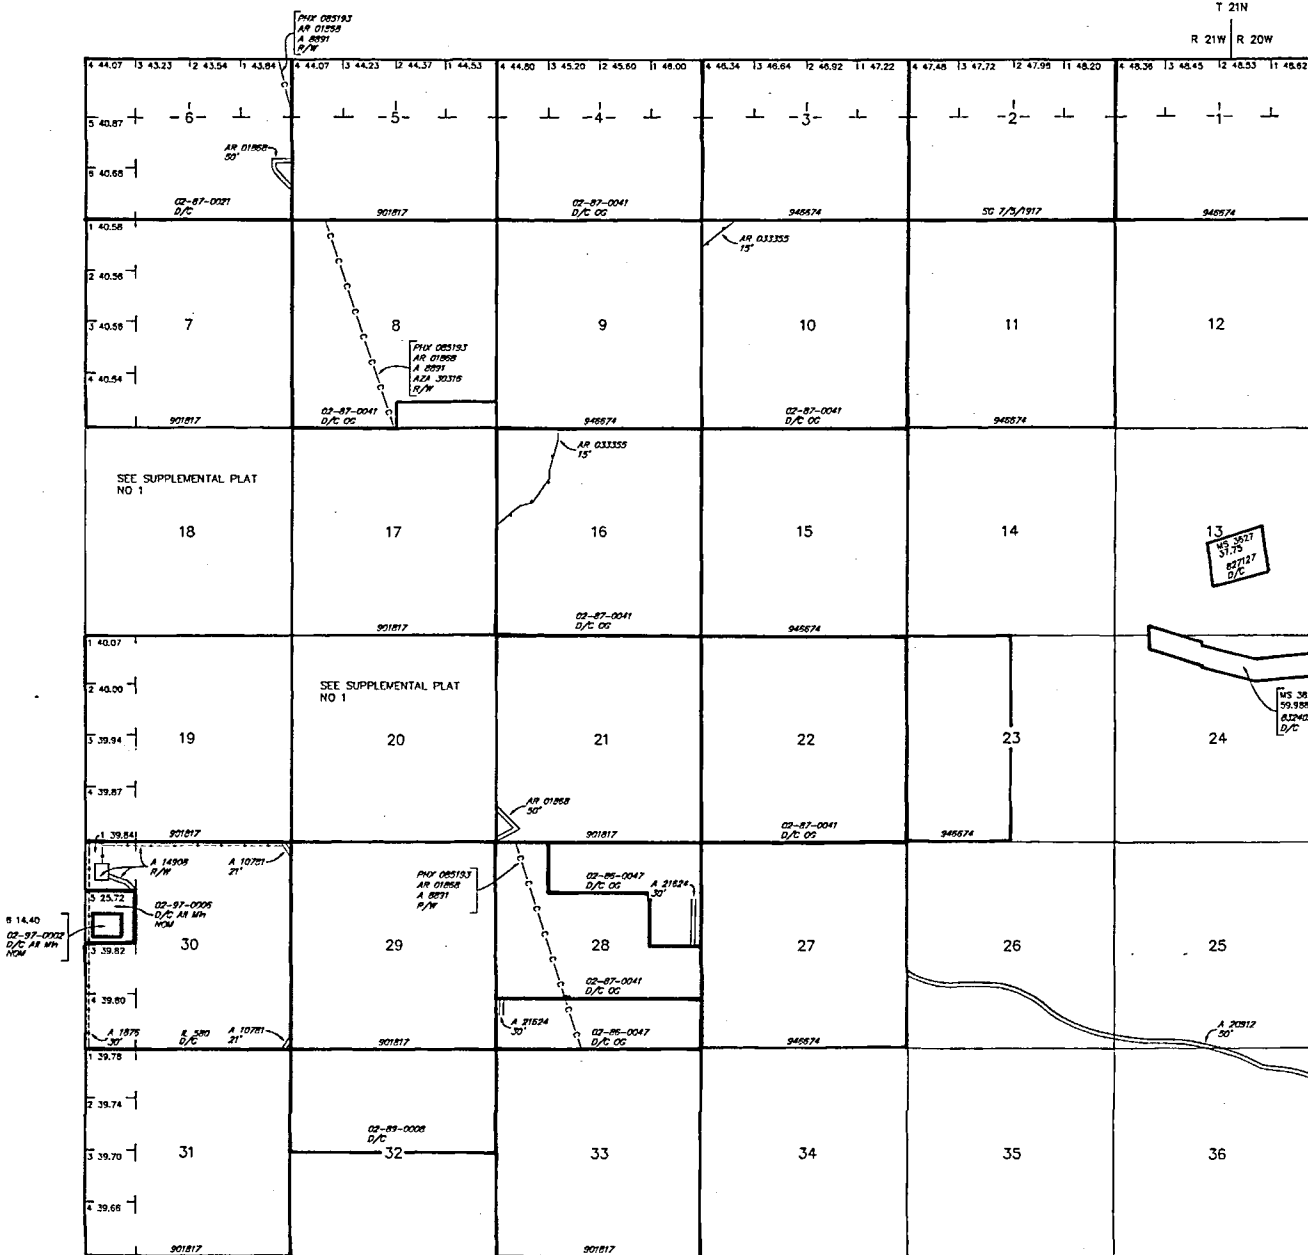 T 21N
R 21W R 20W
PHX 085193
AR 01868
A 8891
R/W
4 44.07 3 43.23 2 43.54 1 43.84 4 44.07 3 44.23 2 44.37 1 44.53 4 44.80 3 45.20 2 45.60 1 46.00 4 46.34 3 46.64 2 46.92 1 47.22 4 47.48 3 47.72 2 47.95 1 48.20 4 48.36 3 48.45 2 48.53 1 48.62
-6- -5- -4- -3- -2- -1-
5 40.87
AR 01868
50'
6 40.68
02-87-0021
D/C
901817
02-87-0041
D/C OG
946674
SG 7/5/1917
946674
1 40.58
AR 033355
15'
2 40.56
3 40.56
7 8 9 10 11 12
PHX 085193
AR 01868
A 8891
AZA 30316
R/W
4 40.54
901817
02-87-0041
D/C OG
946674
02-87-0041
D/C OG
946674
AR 033355
15'
SEE SUPPLEMENTAL PLAT
NO 1
18 17 16 15 14 13
MS 3827
37.75
827127
D/C
901817
02-87-0041
D/C OG
946674
1 40.07
SEE SUPPLEMENTAL PLAT
NO 1
2 40.00
MS 38
59.988
D/C
3 39.94
19 20 21 22 23 24
4 39.87
AR 01868
50'
1 39.84
901817
901817
02-87-0041
D/C OG
946674
A 14908
R/W
A 10781
21'
PHX 085193
AR 01868
A 8891
R/W
02-86-0047
D/C OG
A 21624
30'
5 25.72
02-97-0006
D/C All Min
NOM
6 14.40
02-97-0002
D/C All Min
NOM
3 39.82
30 29 28 27 26 25
4 39.80
02-87-0041
D/C OG
A 1876
30'
IL 580
D/C
A 10781
21'
901817
A 21624
30'
02-86-0047
D/C OG
946674
A 20912
50'
1 39.78
2 39.74
02-89-0008
D/C
3 39.70
31 32 33 34 35 36
4 39.66
901817
901817